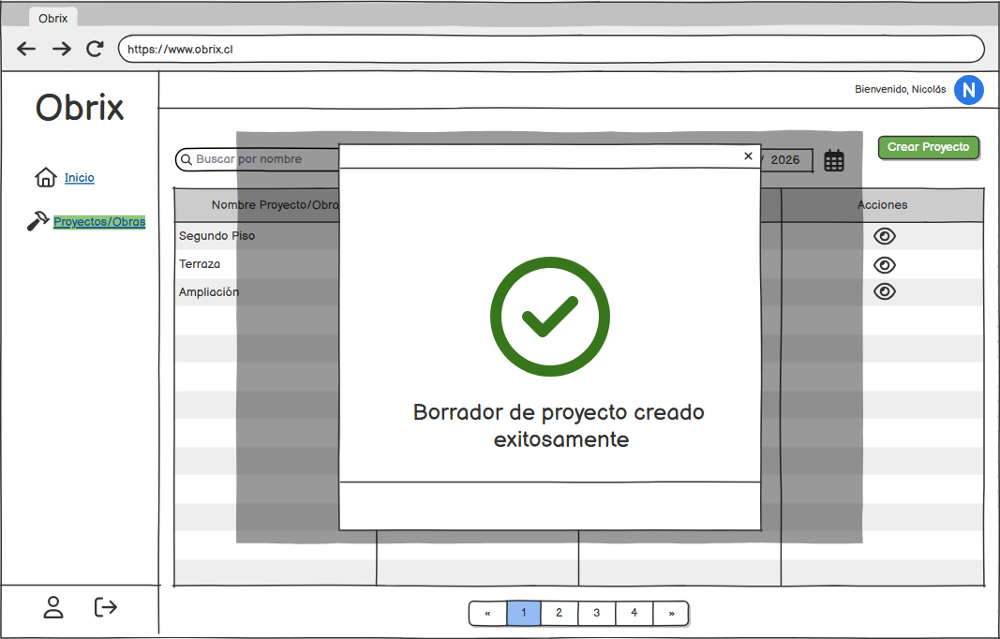 Obrix
https://www.obrix.cl
Obrix
Bienvenido, Nicolás
N
Inicio
Proyectos/Obras
Buscar por nombre
/ 2026
Crear Proyecto
Nombre Proyecto/Obra
Acciones
Segundo Piso
Terraza
Ampliación
Borrador de proyecto creado
exitosamente
« 1 2 3 4 »